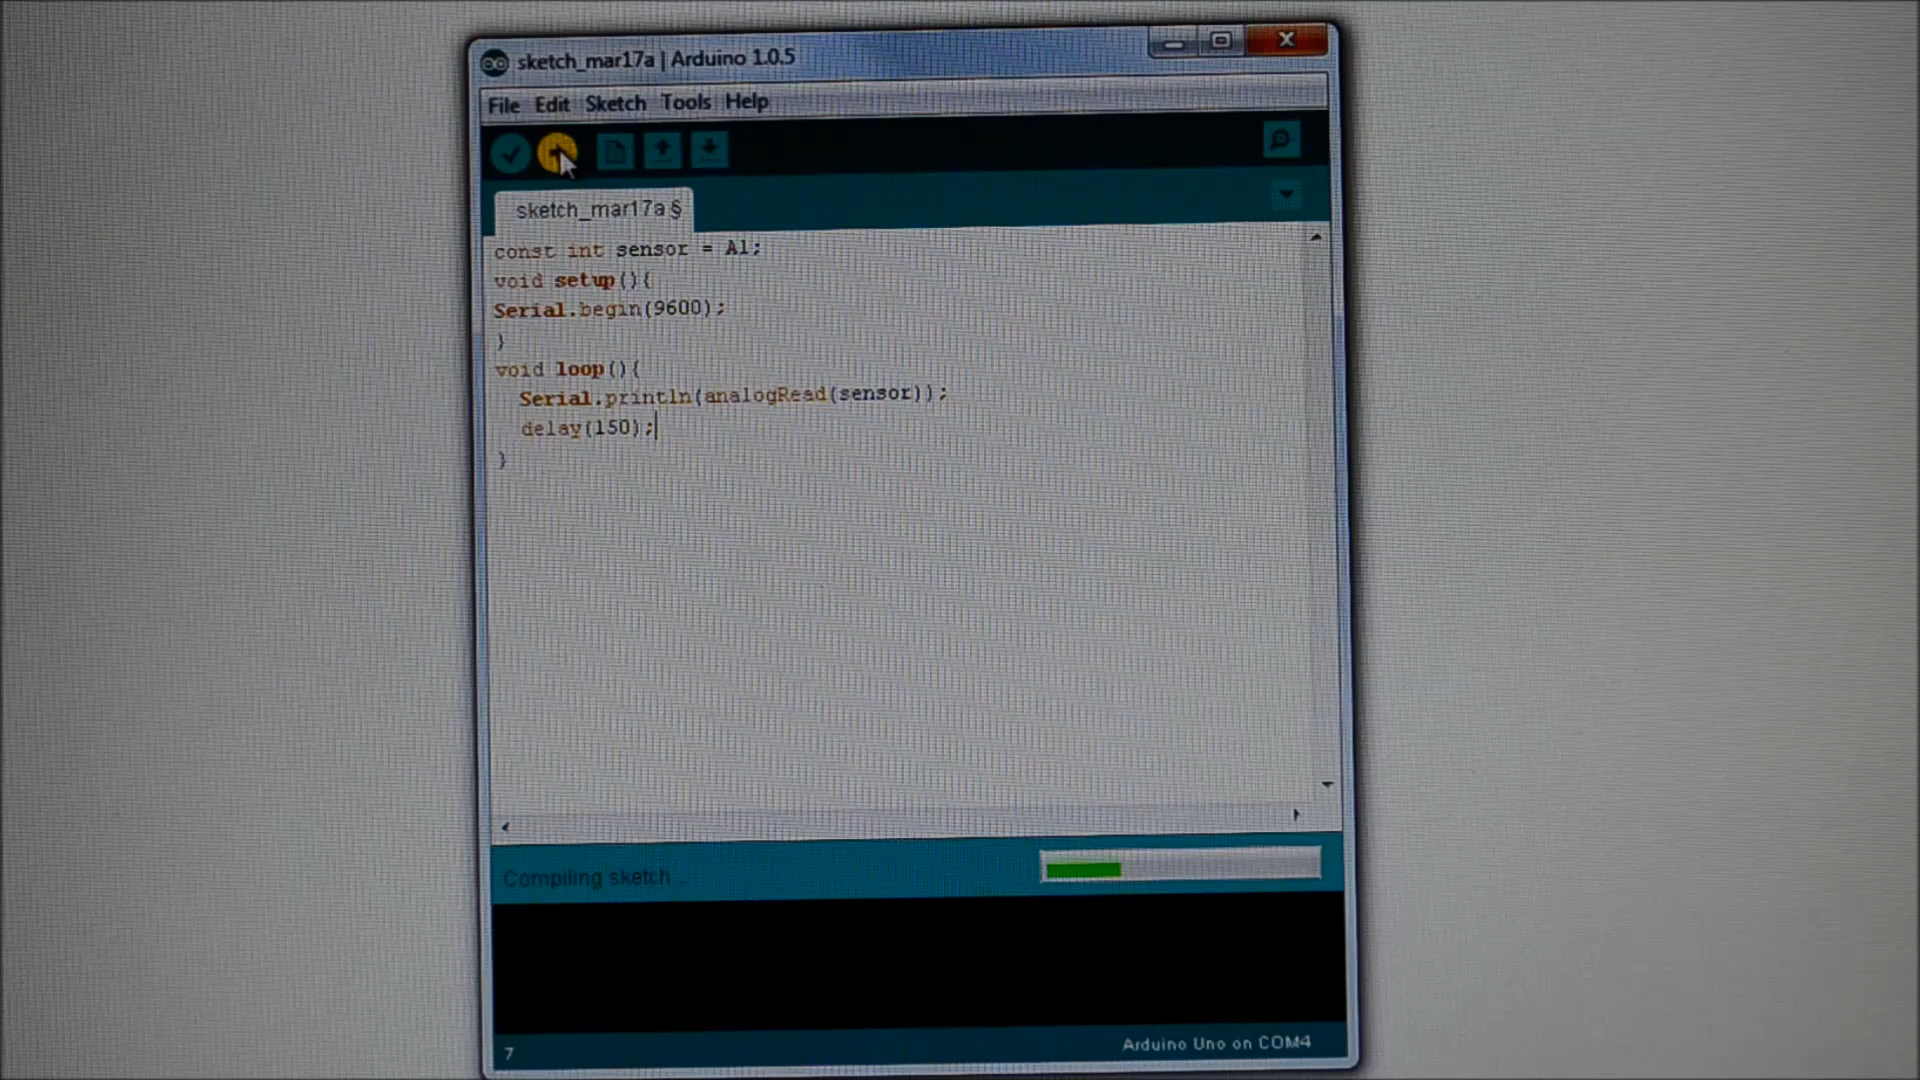 sketch_mar17a | Arduino 1.0.5
File Edit Sketch Tools Help
sketch_mar17a §
const int sensor = A1;
void setup(){
Serial.begin(9600);
}
void loop(){
Serial.println(analogRead(sensor));
delay(150);
}
Compiling sketch...
7
Arduino Uno on COM4